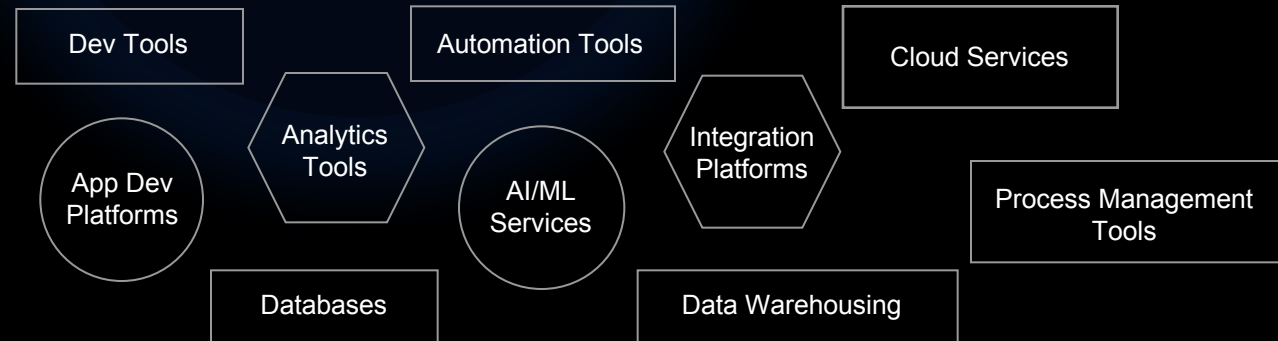 Dev Tools
Automation Tools
Cloud Services
Analytics
Tools
Integration
Platforms
App Dev
Platforms
AI/ML
Services
Process Management
Tools
Databases
Data Warehousing